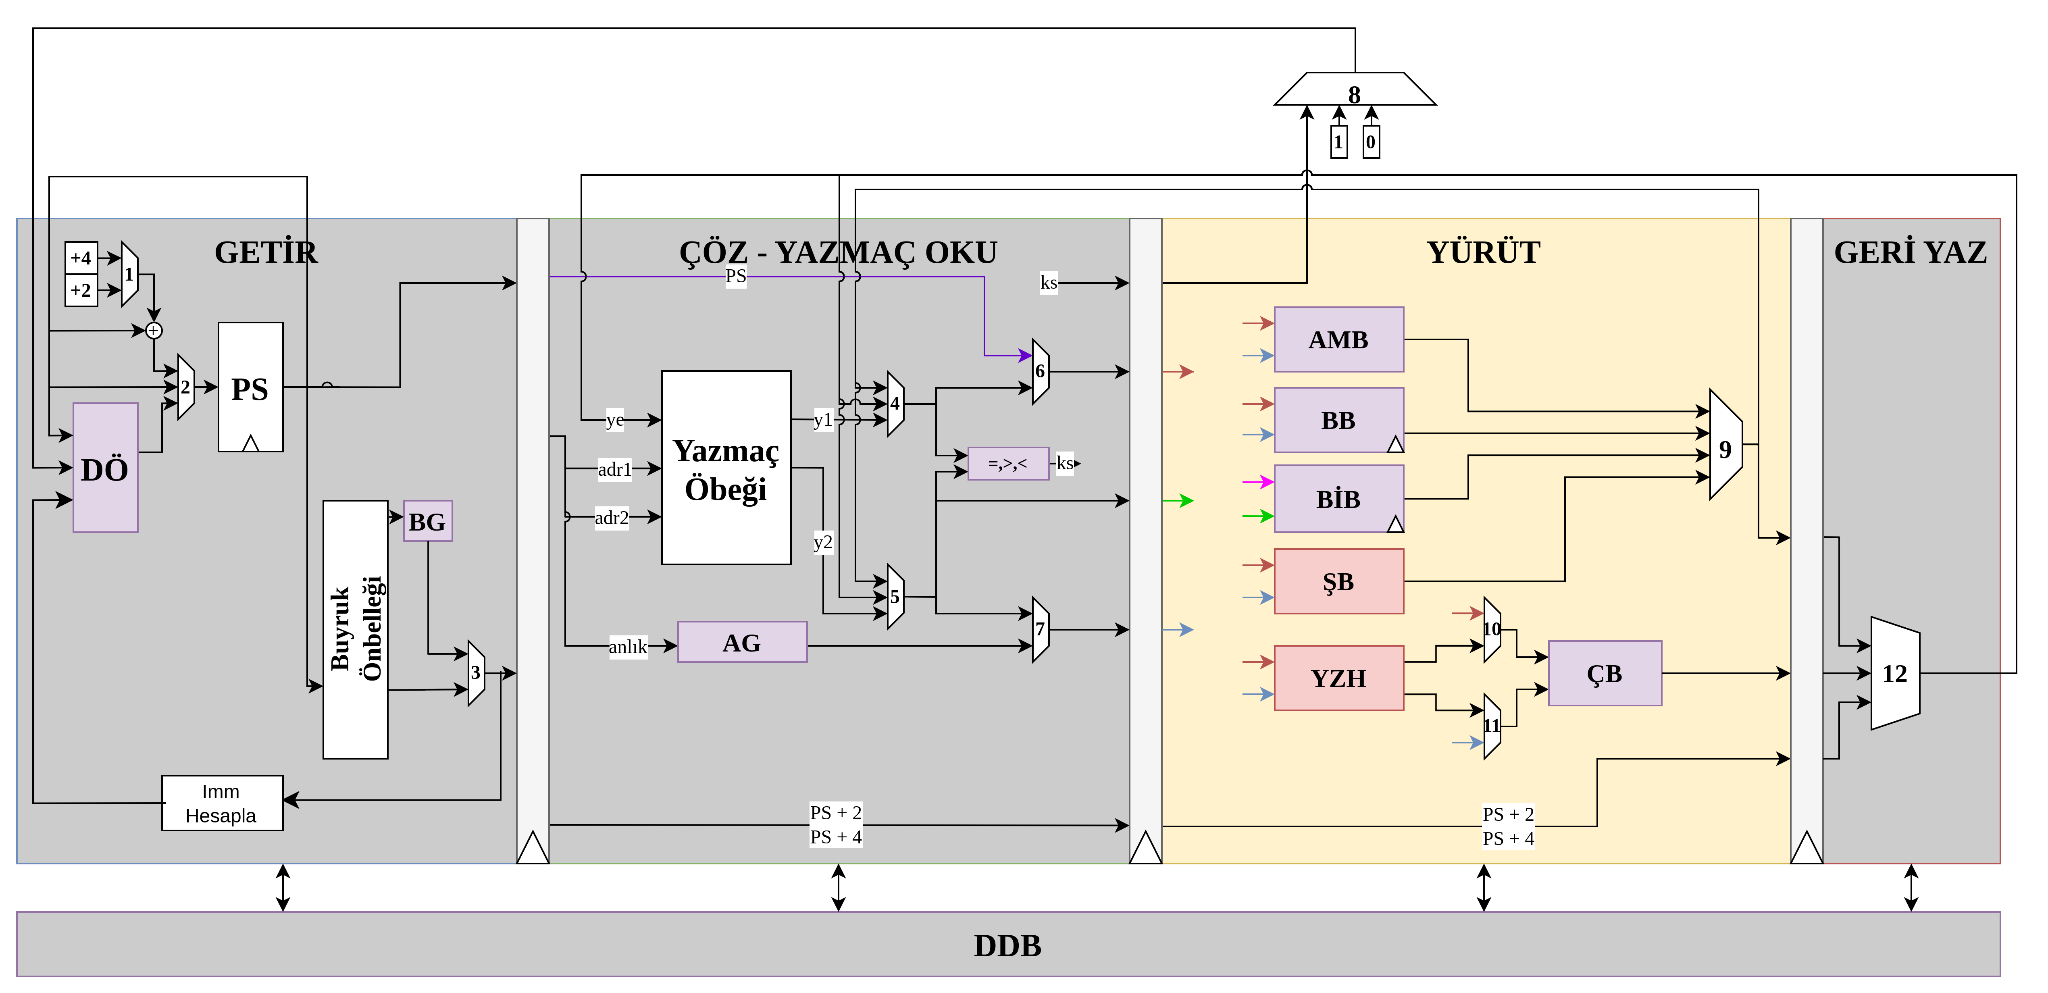 8
1
0
GETİR
ÇÖZ - YAZMAÇ OKU
YÜRÜT
GERİ YAZ
+4
+2
1
+
2
PS
DÖ
BG
Buyruk
Önbelleği
3
Imm
Hesapla
PS
ks
ye
adr1
adr2
Yazmaç
Öbeği
y1
y2
4
5
6
=,>,<
ks
7
anlık
AG
PS + 2
PS + 4
AMB
BB
BİB
ŞB
YZH
9
10
11
ÇB
PS + 2
PS + 4
12
DDB